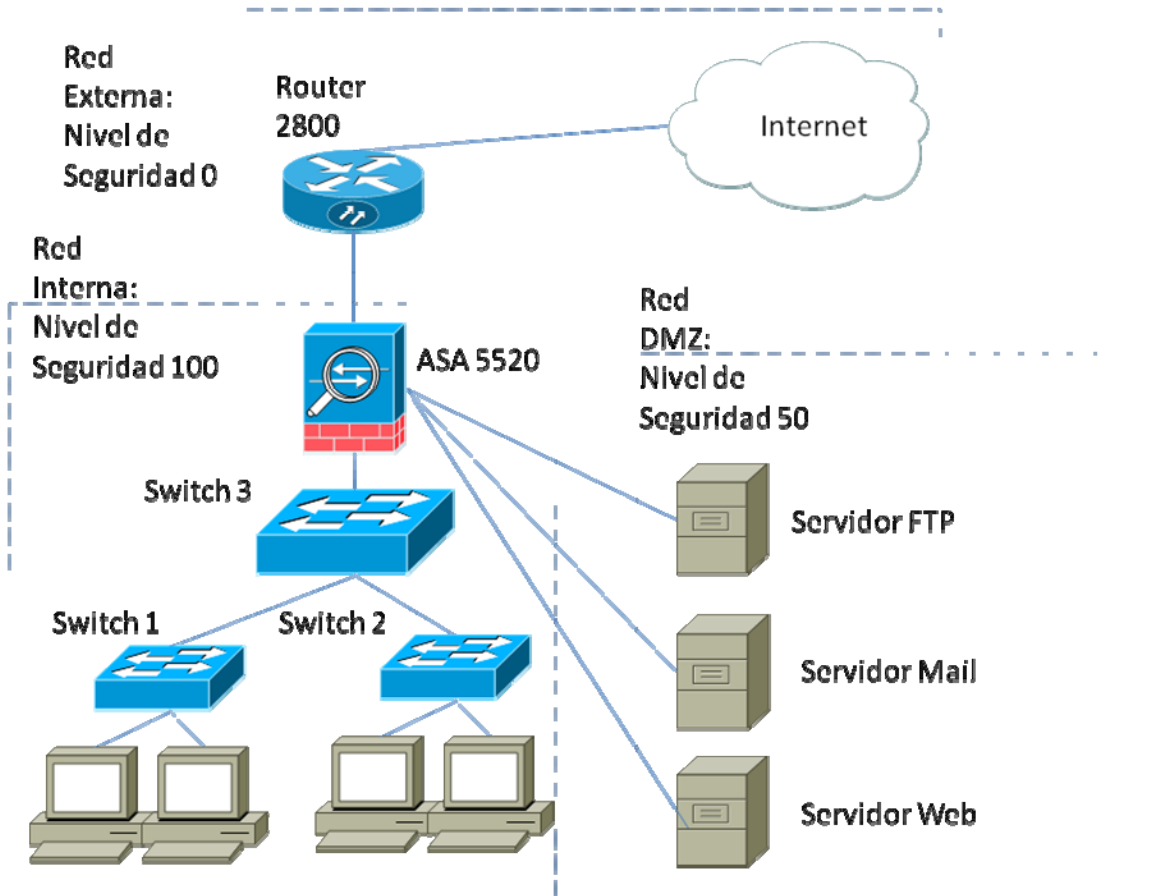 Red
Externa:
Nivel de
Seguridad 0
Router
2800
Internet
Red
Interna:
Nivel de
Seguridad 100
ASA 5520
Red
DMZ:
Nivel de
Seguridad 50
Switch 3
Servidor FTP
Switch 1
Switch 2
Servidor Mail
Servidor Web